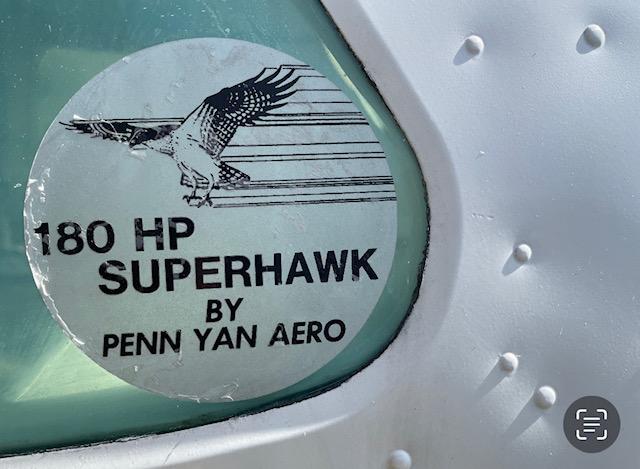 180 HP
SUPERHAWK
BY
PENN YAN AERO